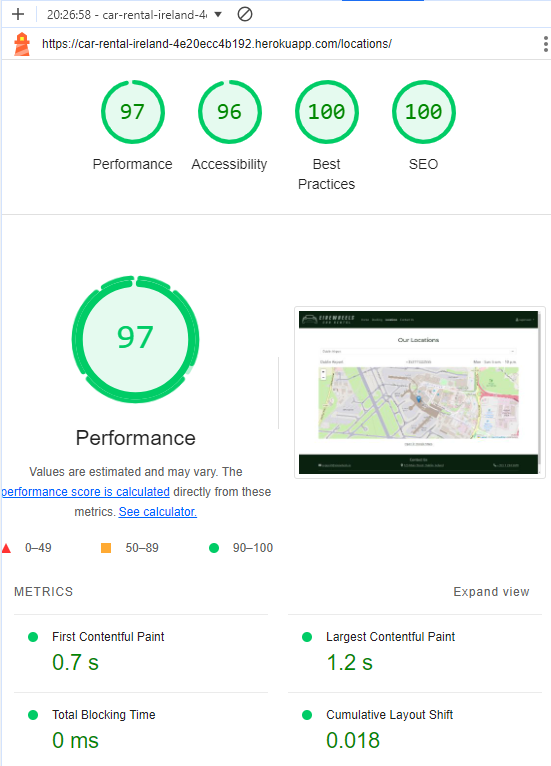 20:26:58 - car-rental-ireland-4
https://car-rental-ireland-4e20ecc4b192.herokuapp.com/locations/
97
96
100
100
Performance
Accessibility
Best
Practices
SEO
97
Performance
Values are estimated and may vary. The
performance score is calculated directly from these
metrics. See calculator.
0–49
50–89
90–100
Our Locations
Contact Us
METRICS
Expand view
First Contentful Paint
0.7 s
Largest Contentful Paint
1.2 s
Total Blocking Time
0 ms
Cumulative Layout Shift
0.018